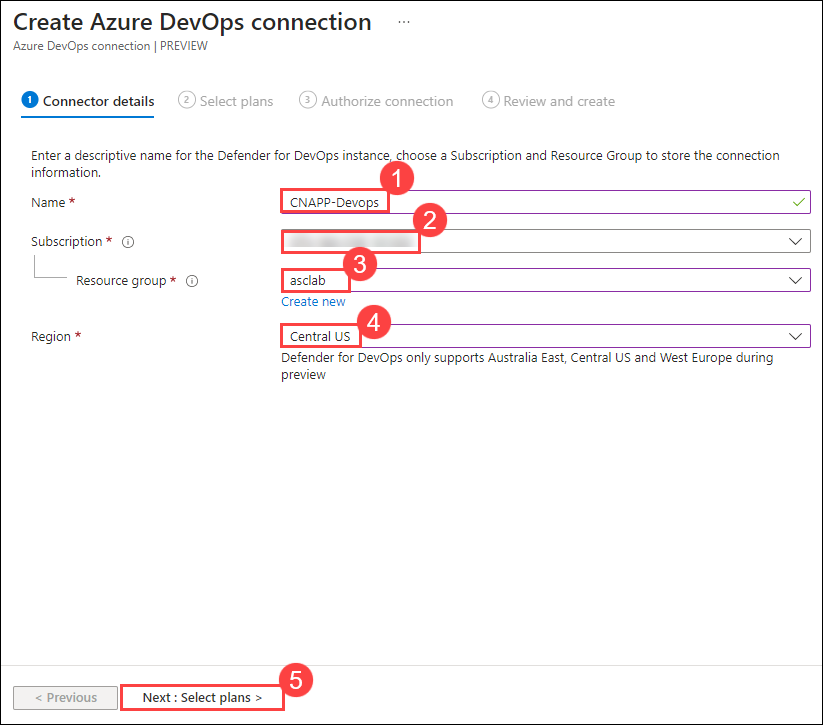 Create Azure DevOps connection ...
Azure DevOps connection | PREVIEW
1 Connector details 2 Select plans 3 Authorize connection 4 Review and create
Enter a descriptive name for the Defender for DevOps instance, choose a Subscription and Resource Group to store the connection
information.
1
Name * CNAPP-Devops
2
Subscription *
3
Resource group * asclab
Create new
4
Region * Central US
Defender for DevOps only supports Australia East, Central US and West Europe during
preview
5
< Previous Next : Select plans >